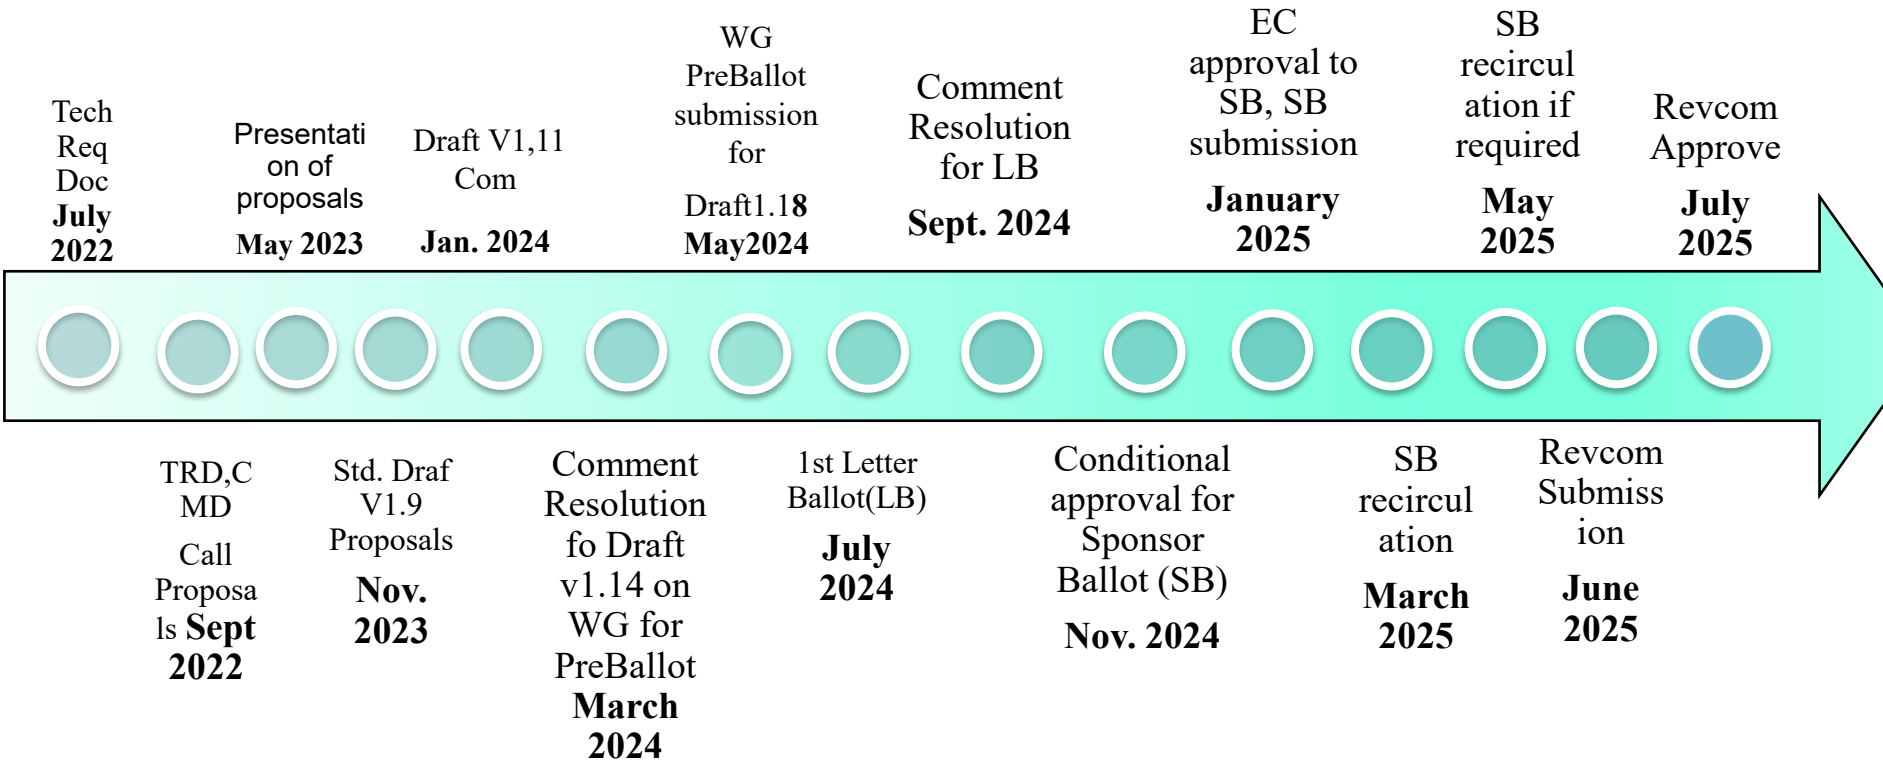 Tech
Req
Doc
July
2022
Presentati
on of
proposals
May 2023
Draft V1,11
Com
Jan. 2024
WG
PreBallot
submission
for
Draft1.18
May2024
Comment
Resolution
for LB
Sept. 2024
EC
approval to
SB, SB
submission
January
2025
SB
recircul
ation if
required
May
2025
Revcom
Approve
July
2025
TRD,C
MD
Call
Proposa
ls Sept
2022
Std. Draf
V1.9
Proposals
Nov.
2023
Comment
Resolution
fo Draft
v1.14 on
WG for
PreBallot
March
2024
1st Letter
Ballot(LB)
July
2024
Conditional
approval for
Sponsor
Ballot (SB)
Nov. 2024
SB
recircul
ation
March
2025
Revcom
Submiss
ion
June
2025